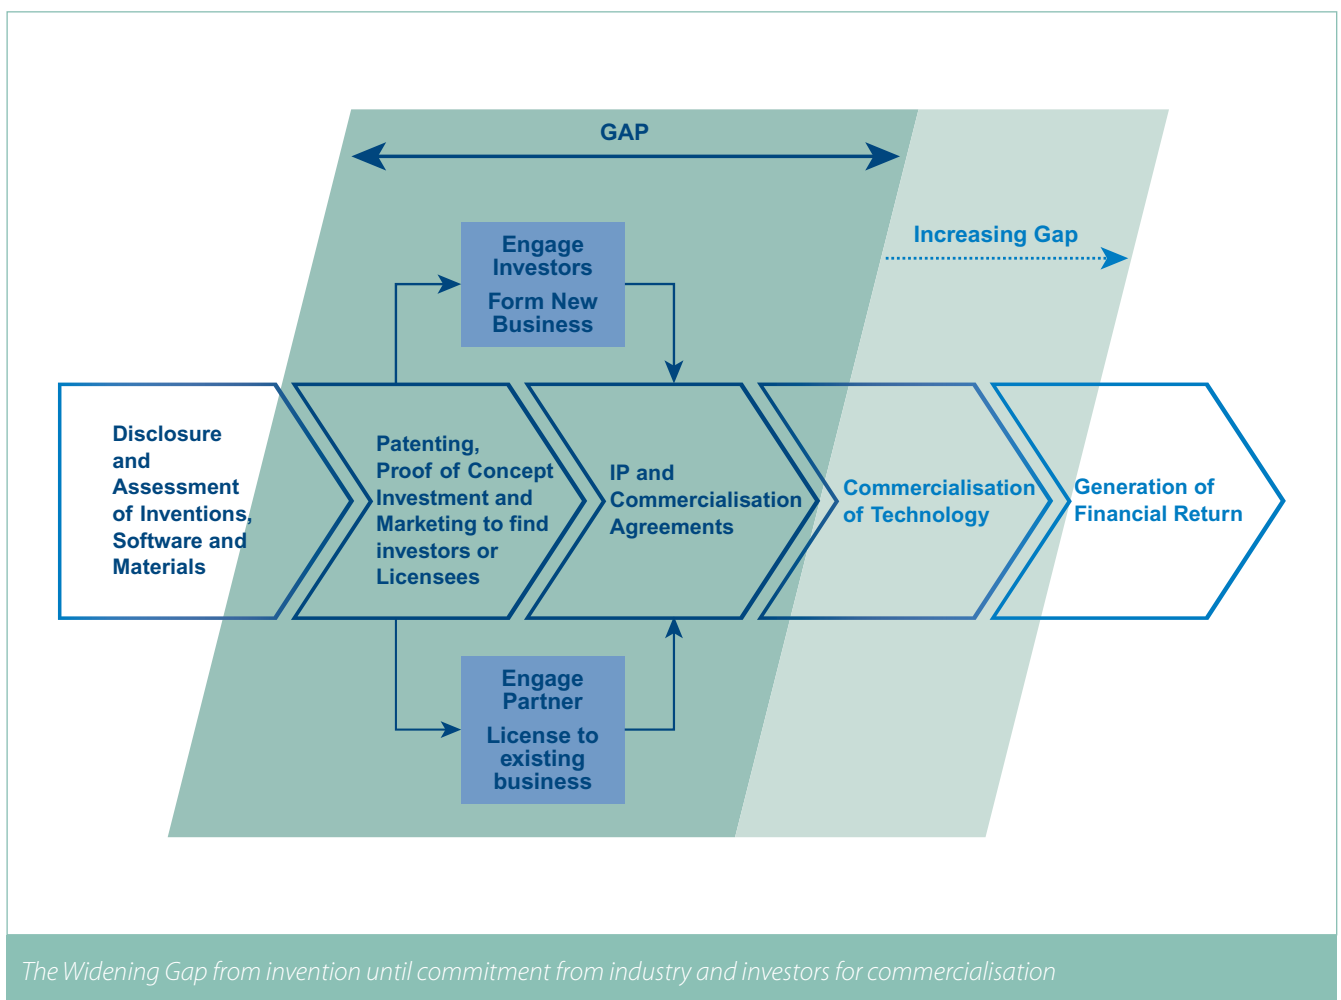 GAP
Increasing Gap
Engage
Investors
Form New
Business
Disclosure
and
Assessment
of Inventions,
Software and
Materials
Patenting,
Proof of Concept
Investment and
Marketing to find
investors or
Licensees
IP and
Commercialisation
Agreements
Commercialisation
of Technology
Generation of
Financial Return
Engage
Partner
License to
existing
business
The Widening Gap from invention until commitment from industry and investors for commercialisation